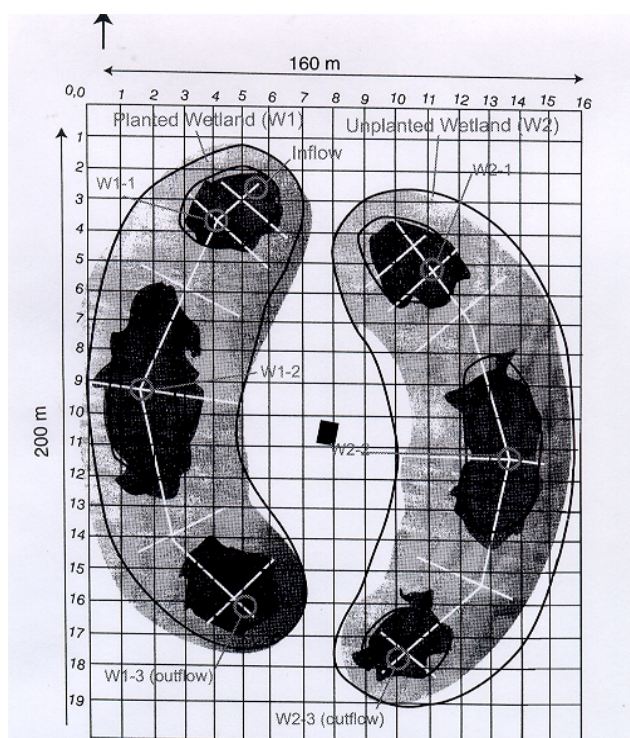 160 m
0,0 1 2 3 4 5 6 7 8 9 10 11 12 13 14 15 16
Planted Wetland (W1)
Unplanted Wetland (W2)
1
2
Inflow
W1-1
W2-1
3
4
5
6
7
8
9
W1-2
10
200 m
11
W2-2
12
13
14
15
16
17
18
W1-3 (outflow)
19
W2-3 (outflow)